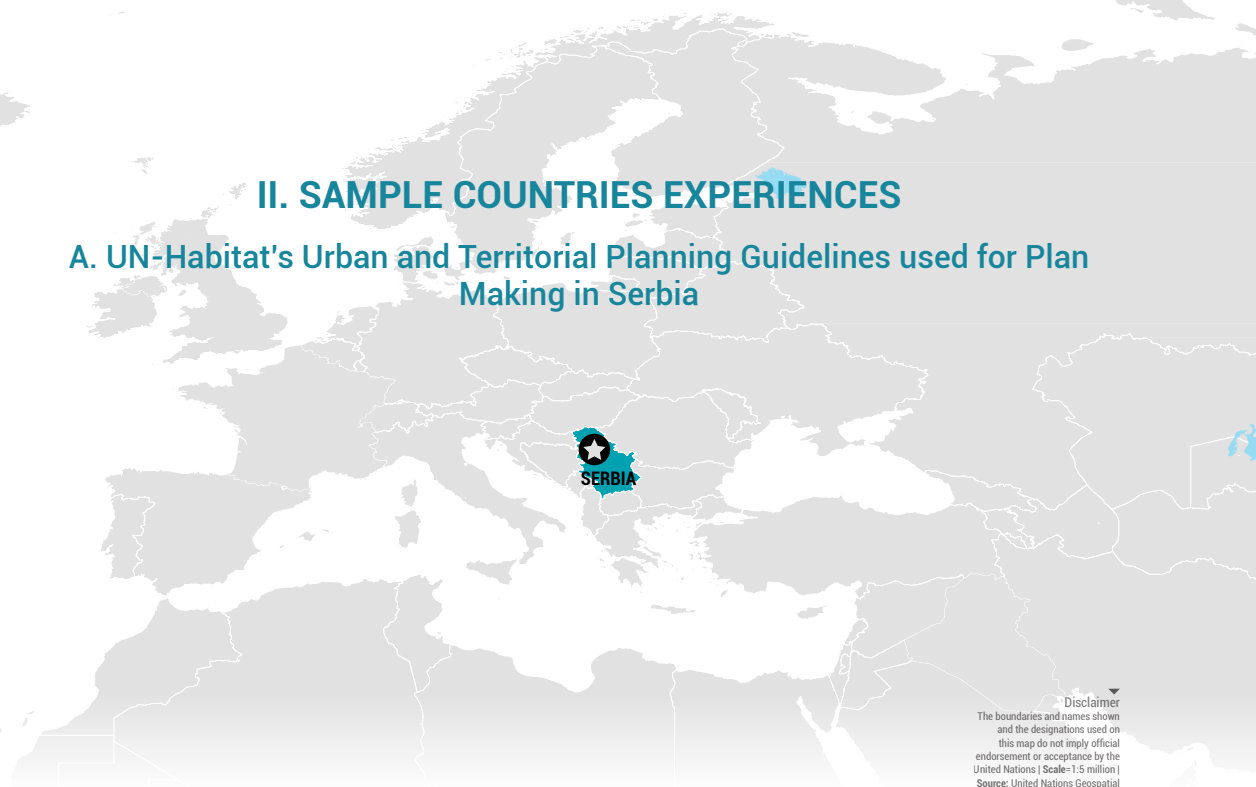 II. SAMPLE COUNTRIES EXPERIENCES
A. UN-Habitat's Urban and Territorial Planning Guidelines used for Plan
Making in Serbia
SERBIA
Disclaimer
The boundaries and names shown
and the designations used on
this map do not imply official
endorsement or acceptance by the
United Nations | Scale=1:5 million |
Source: United Nations Geospatial